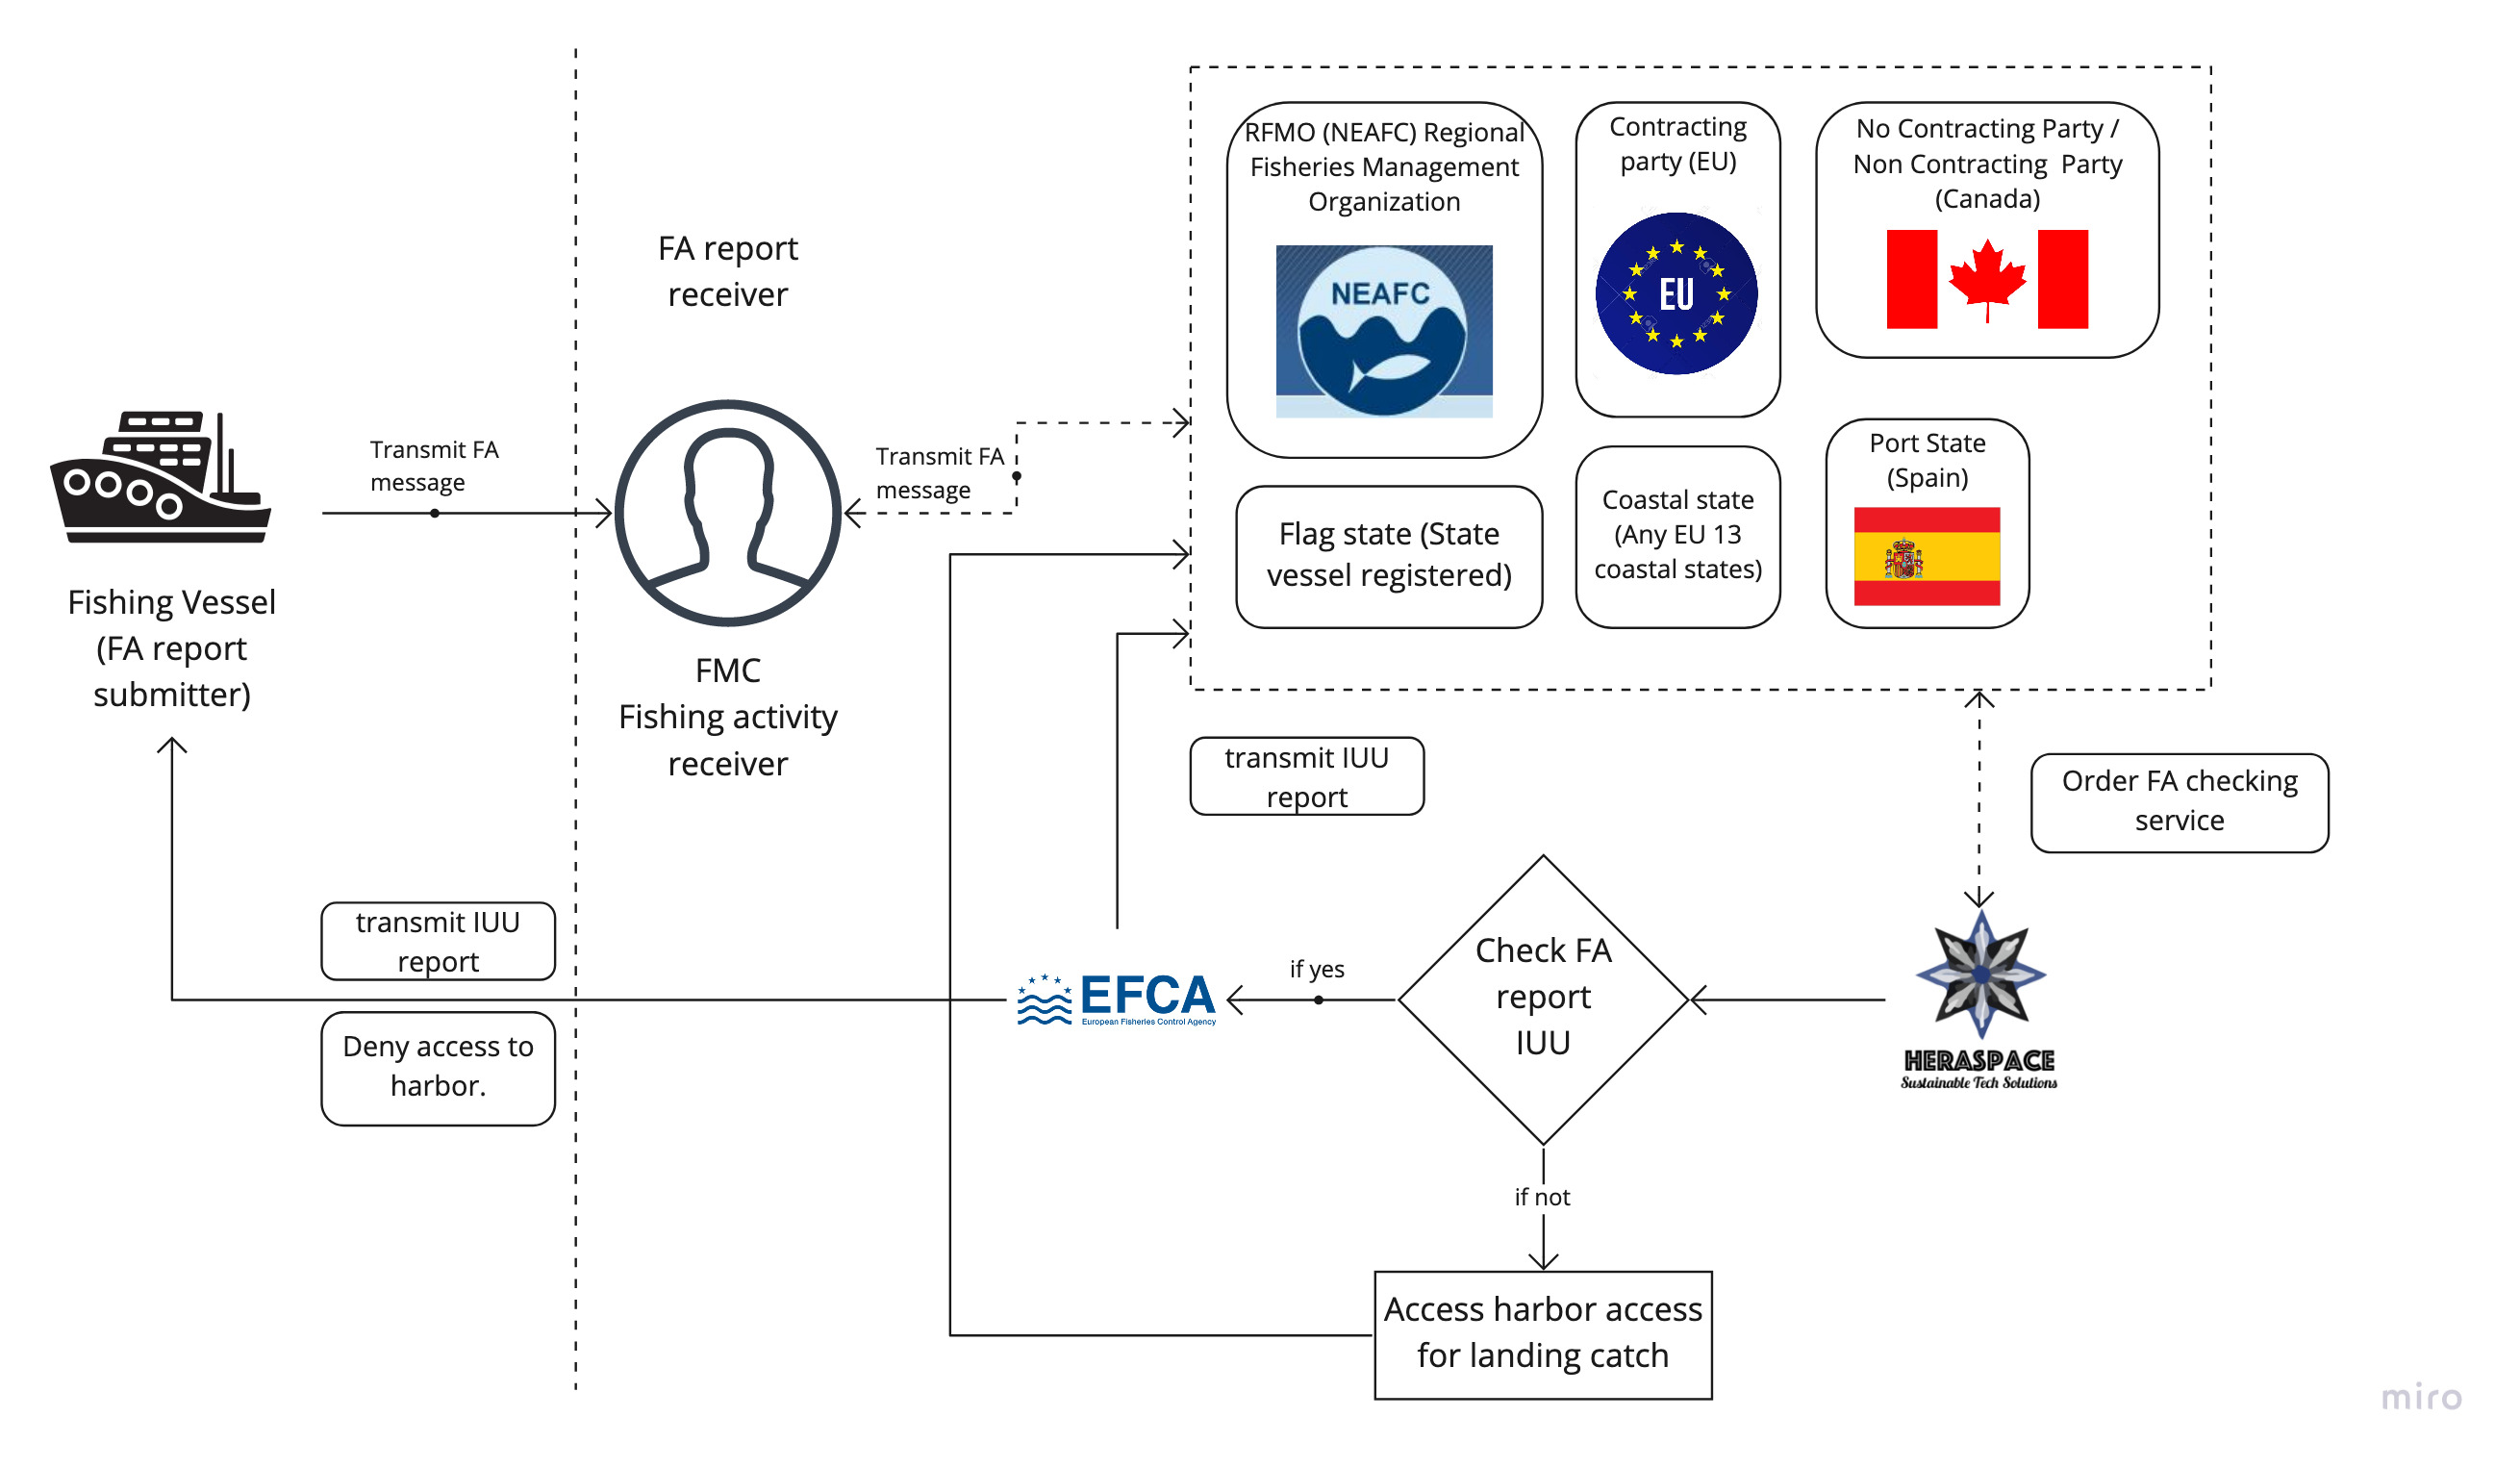 RFMO (NEAFC) Regional
Fisheries Management
Organization
NEAFC
Contracting
party (EU)
EU
No Contracting Party /
Non Contracting  Party
(Canada)
FA report
receiver
Transmit FA
message
Transmit FA
message
Flag state (State
vessel registered)
Coastal state
(Any EU 13
coastal states)
Port State
(Spain)
Fishing Vessel
(FA report
submitter)
FMC
Fishing activity
receiver
transmit IUU
report
Order FA checking
service
transmit IUU
report
Deny access to
harbor.
EFCA
European Fisheries Control Agency
if yes
Check FA
report
IUU
HERASPACE
Sustainable Tech Solutions
if not
Access harbor access
for landing catch
miro